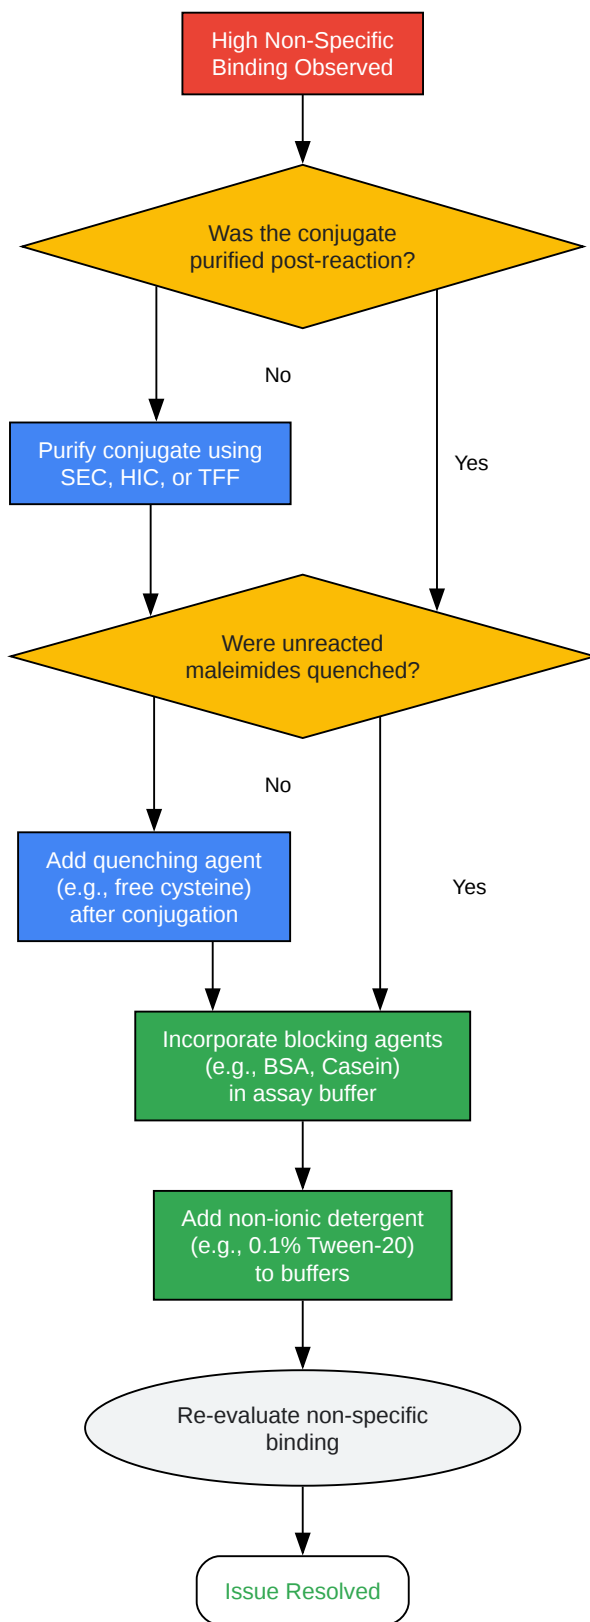 High Non-Specific
Binding Observed
Was the conjugate
purified post-reaction?
No
Purify conjugate using
SEC, HIC, or TFF
Yes
Were unreacted
maleimides quenched?
No
Add quenching agent
(e.g., free cysteine)
after conjugation
Yes
Incorporate blocking agents
(e.g., BSA, Casein)
in assay buffer
Add non-ionic detergent
(e.g., 0.1% Tween-20)
to buffers
Re-evaluate non-specific
binding
Issue Resolved